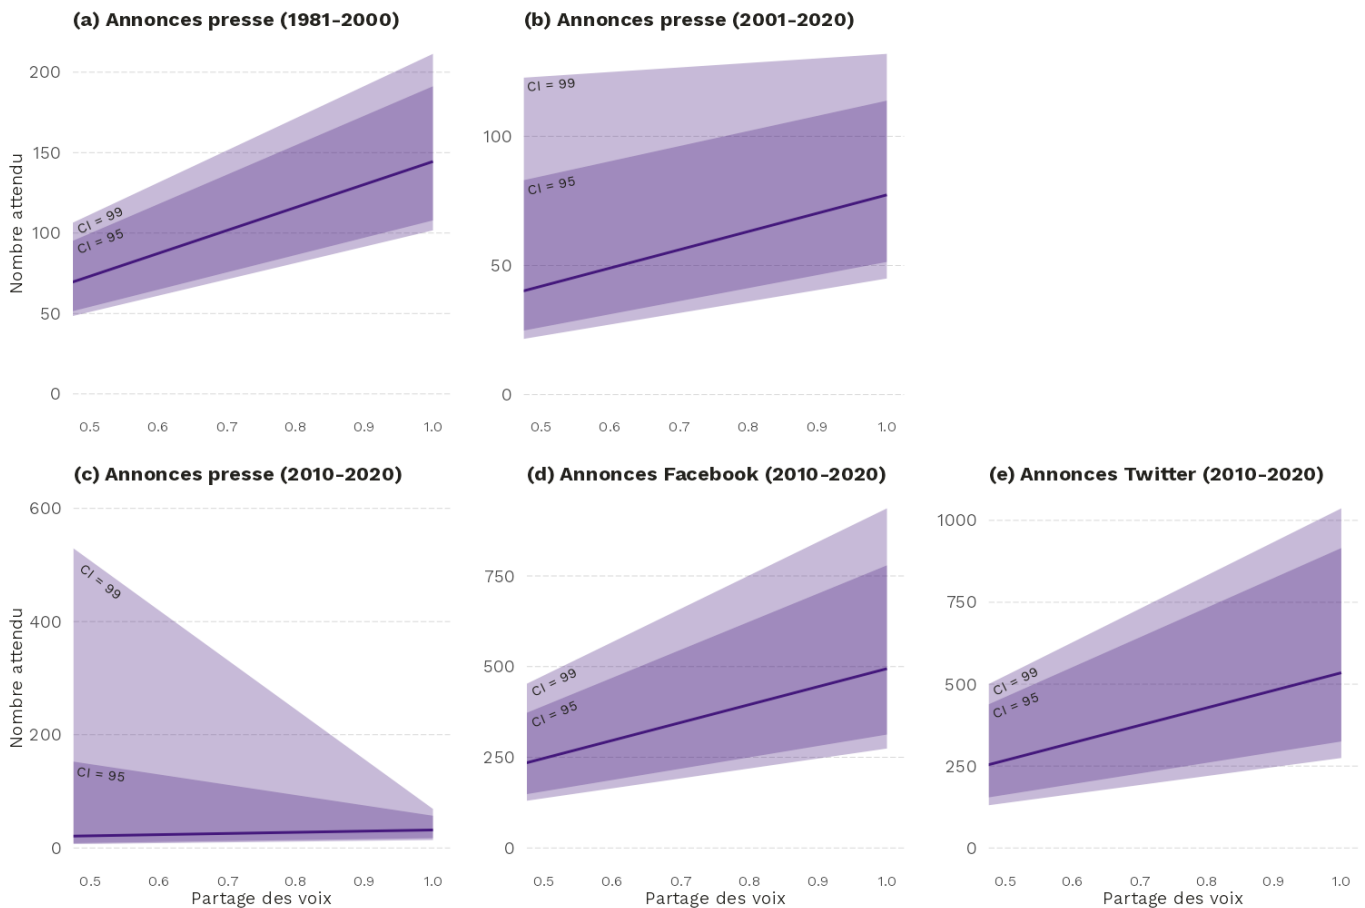 (a) Annonces presse (1981-2000)
(b) Annonces presse (2001-2020)
Nombre attendu
200
150
100
50
0
CI = 99
CI = 95
0.5 0.6 0.7 0.8 0.9 1.0
100
50
0
CI = 99
CI = 95
0.5 0.6 0.7 0.8 0.9 1.0
(c) Annonces presse (2010-2020)
(d) Annonces Facebook (2010-2020)
(e) Annonces Twitter (2010-2020)
Nombre attendu
600
400
200
0
CI = 99
CI = 95
0.5 0.6 0.7 0.8 0.9 1.0
Partage des voix
750
500
250
0
CI = 99
CI = 95
0.5 0.6 0.7 0.8 0.9 1.0
Partage des voix
1000
750
500
250
0
CI = 99
CI = 95
0.5 0.6 0.7 0.8 0.9 1.0
Partage des voix